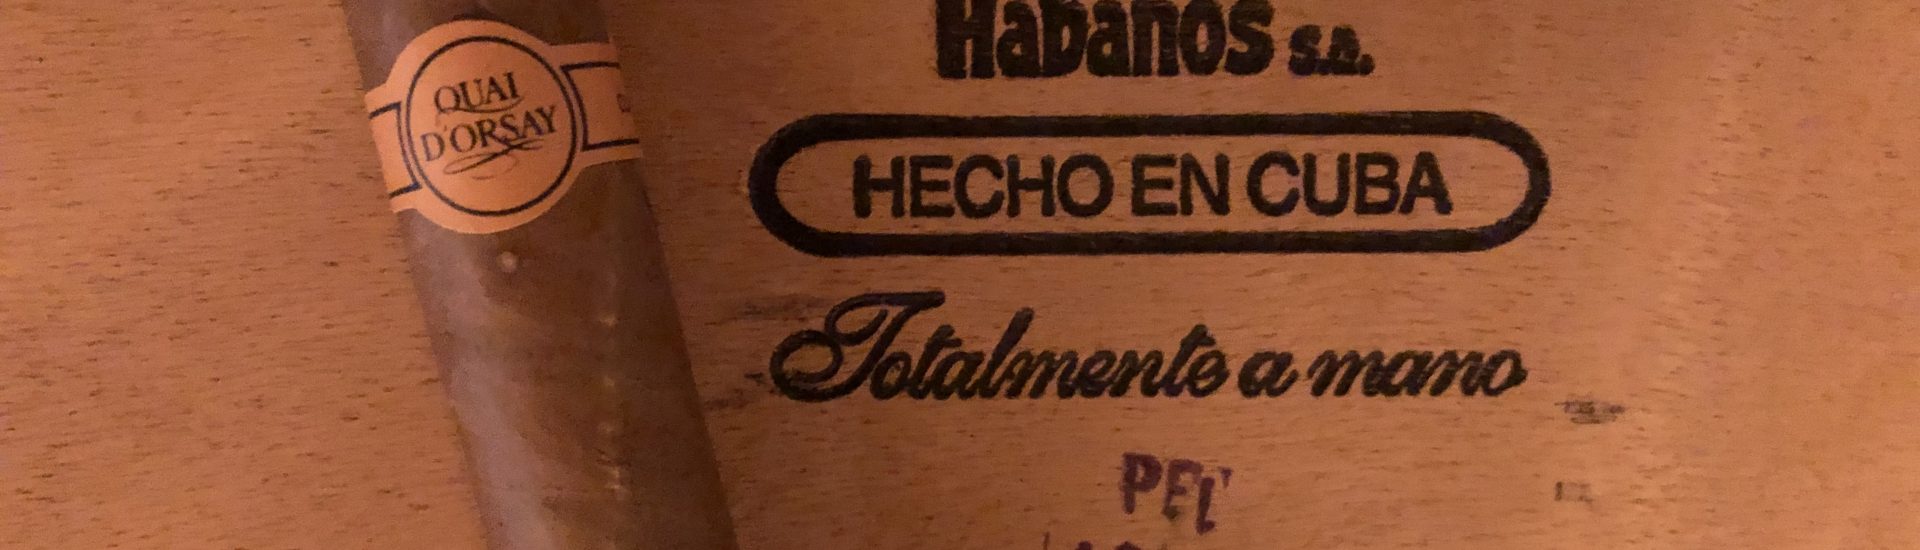 QUAI
D'ORSAY
Habanos s.a.
HECHO EN CUBA
Totalmente a mano
PEL